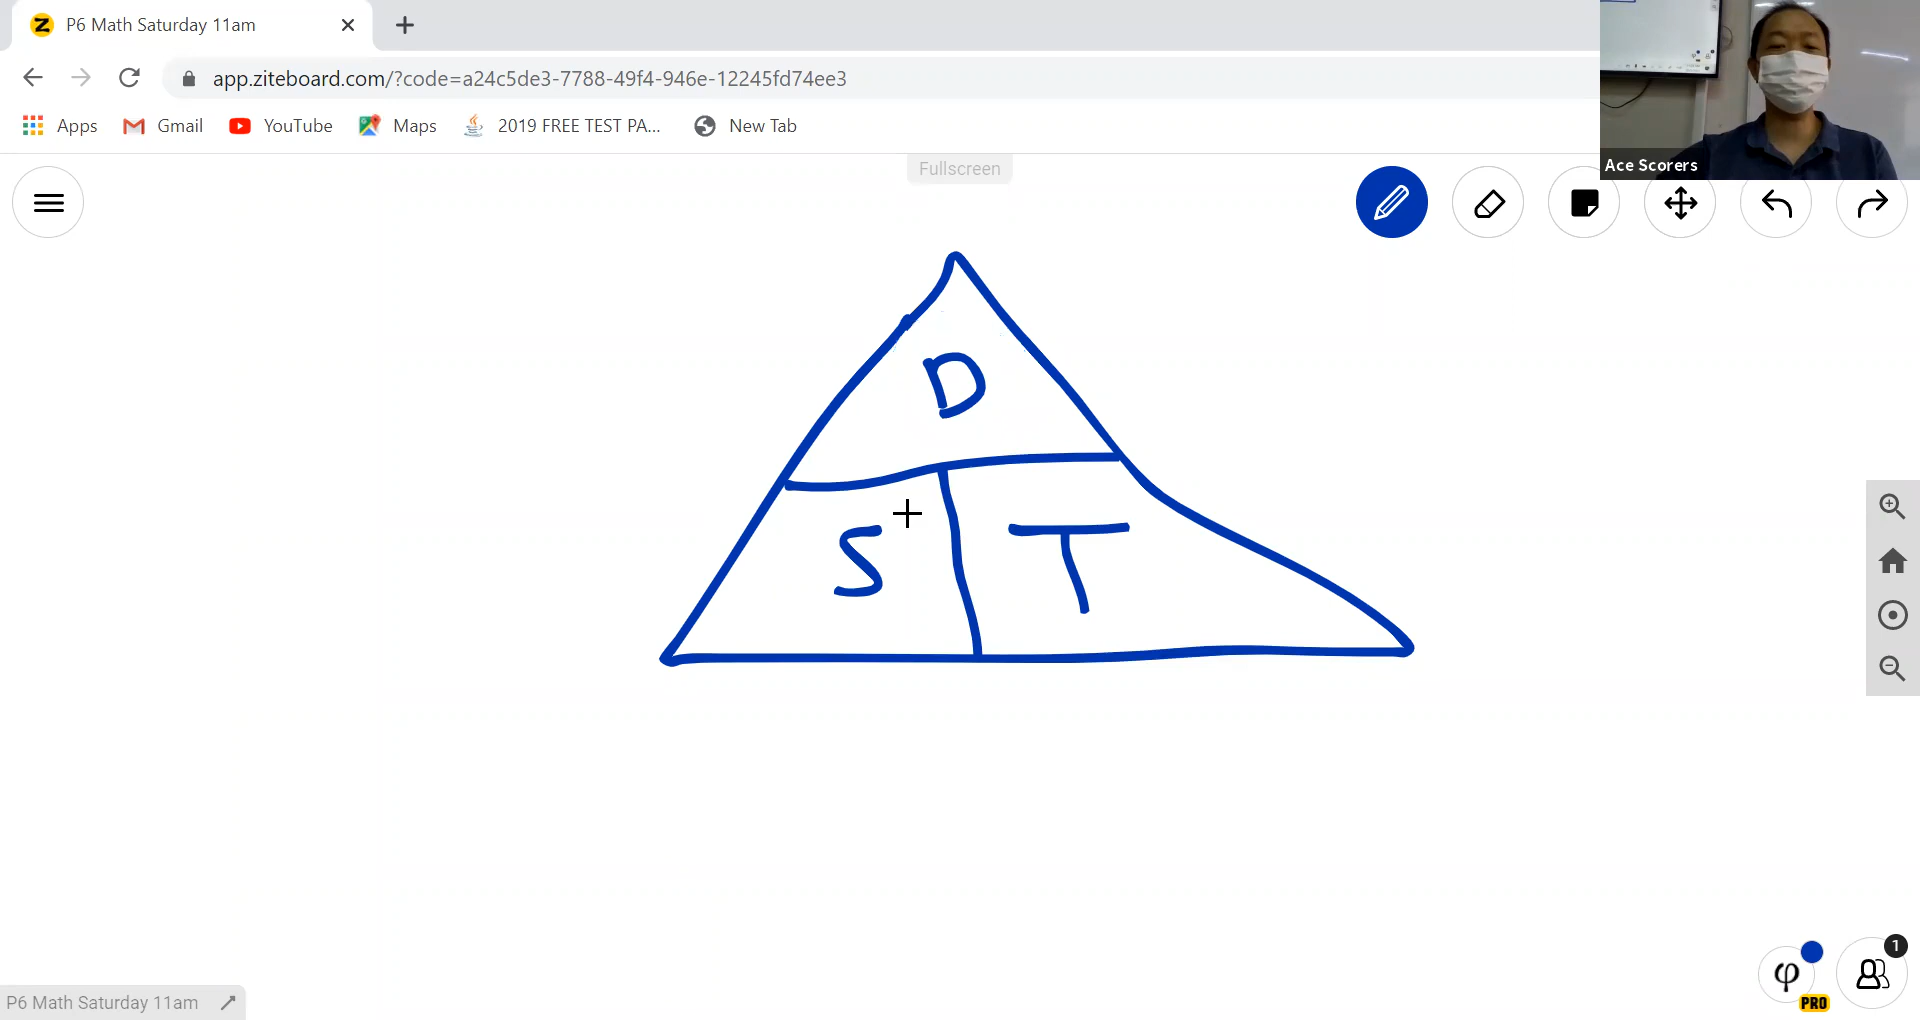 P6 Math Saturday 11am
app.ziteboard.com/?code=a24c5de3-7788-49f4-946e-12245fd74ee3
Apps Gmail YouTube Maps 2019 FREE TEST PA... New Tab
Ace Scorers
Fullscreen
D
S T
1
φ
PRO
P6 Math Saturday 11am